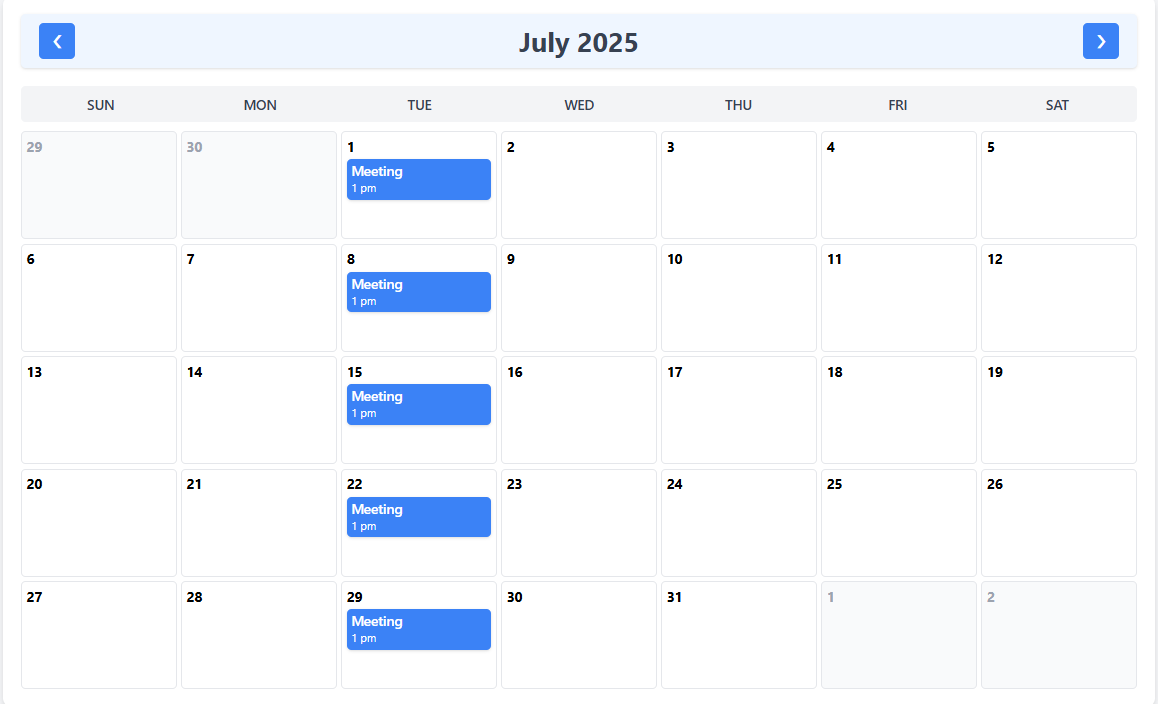 July 2025
SUN MON TUE WED THU FRI SAT
29 30 1 2 3 4 5
Meeting
1 pm
6 7 8 9 10 11 12
Meeting
1 pm
13 14 15 16 17 18 19
Meeting
1 pm
20 21 22 23 24 25 26
Meeting
1 pm
27 28 29 30 31 1 2
Meeting
1 pm